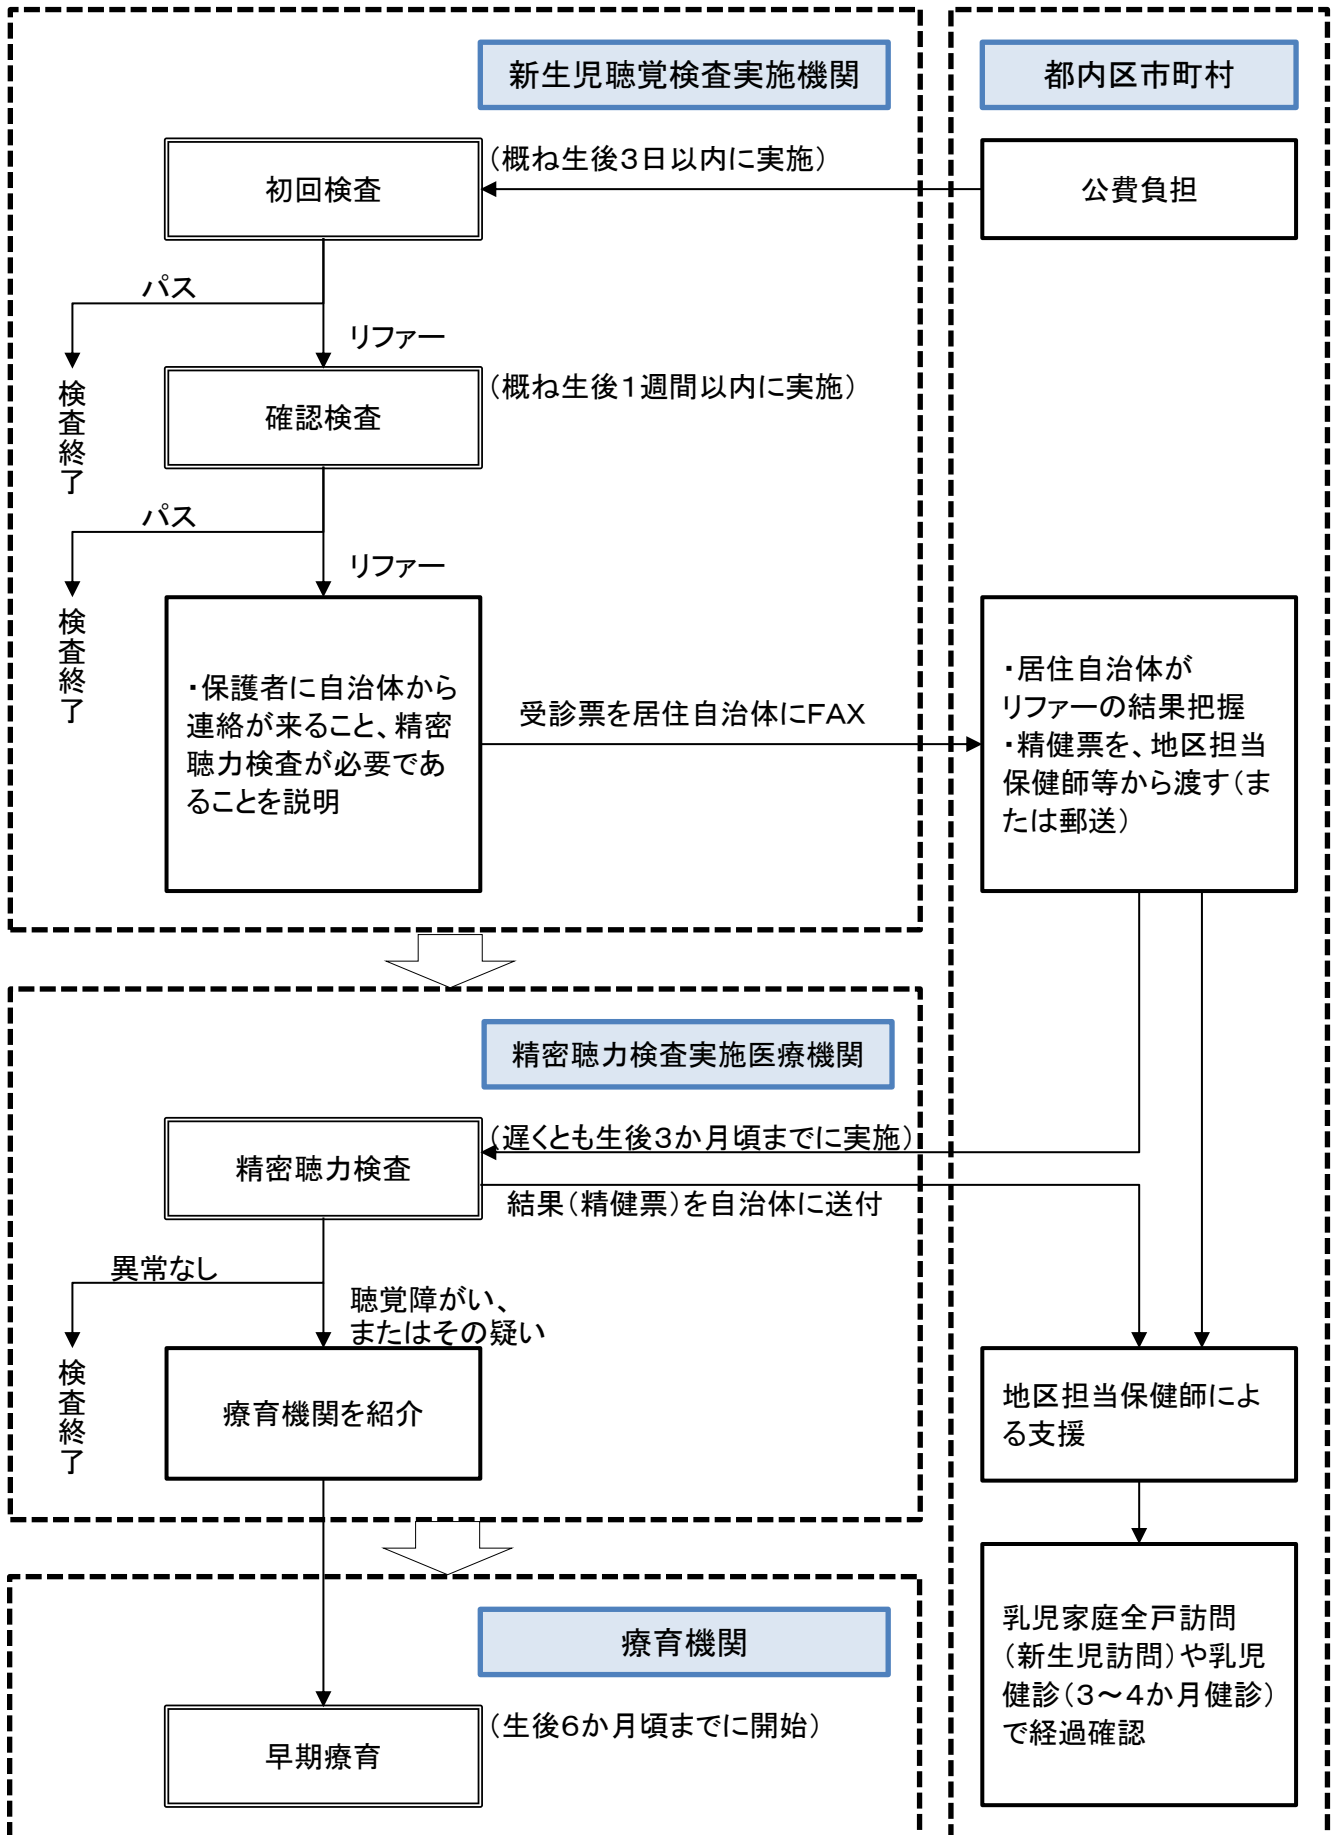 新生児聴覚検査実施機関
都内区市町村
(概ね生後3日以内に実施)
初回検査
公費負担
パス
リファー
検査終了
(概ね生後1週間以内に実施)
確認検査
パス
リファー
検査終了
・保護者に自治体から
連絡が来ること、精密
聴力検査が必要であ
ることを説明
受診票を居住自治体にFAX
・居住自治体が
リファーの結果把握
・精健票を、地区担当
保健師等から渡す(ま
たは郵送)
精密聴力検査実施医療機関
(遅くとも生後3か月頃までに実施)
精密聴力検査
結果(精健票)を自治体に送付
異常なし
聴覚障がい、
またはその疑い
検査終了
療育機関を紹介
地区担当保健師によ
る支援
療育機関
(生後6か月頃までに開始)
早期療育
乳児家庭全戸訪問
(新生児訪問)や乳児
健診(3~4か月健診)
で経過確認